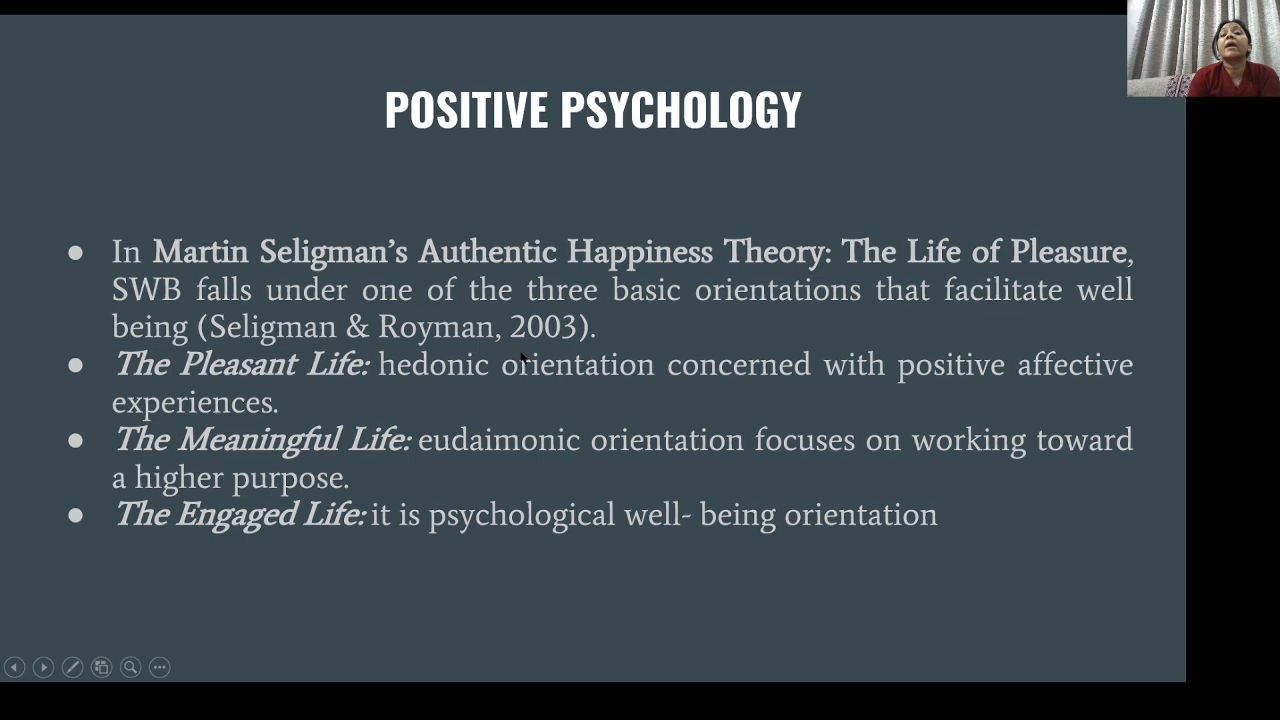 POSITIVE PSYCHOLOGY
● In Martin Seligman’s Authentic Happiness Theory: The Life of Pleasure,
SWB falls under one of the three basic orientations that facilitate well
being (Seligman & Royman, 2003).
● The Pleasant Life: hedonic orientation concerned with positive affective
experiences.
● The Meaningful Life: eudaimonic orientation focuses on working toward
a higher purpose.
● The Engaged Life: it is psychological well- being orientation